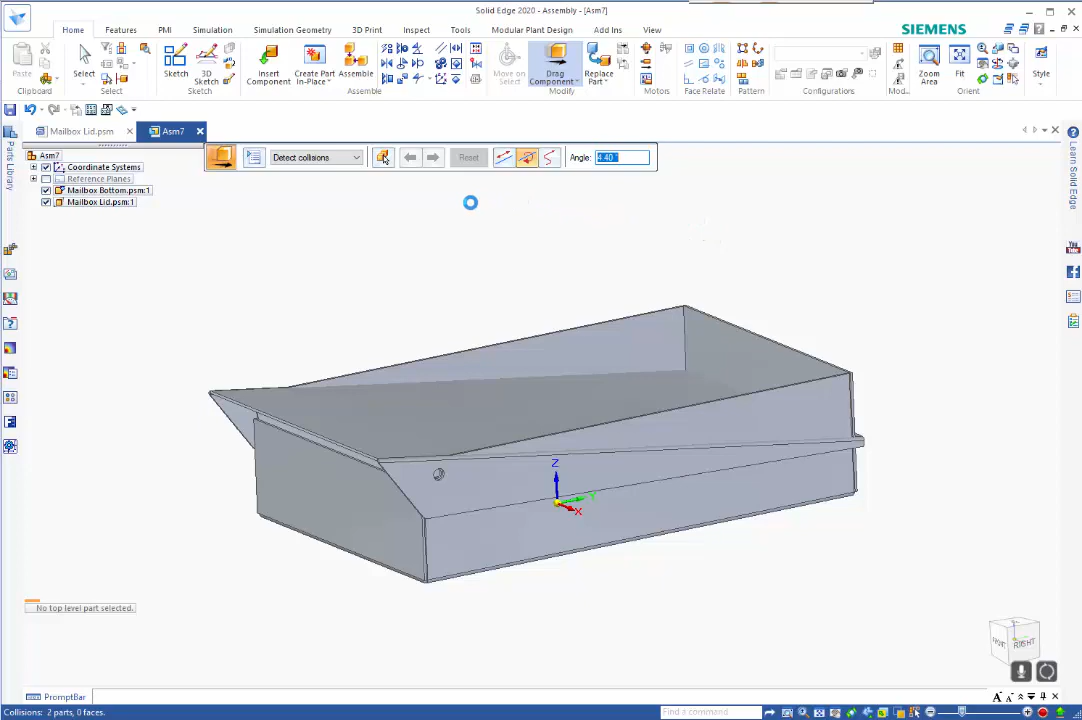 Solid Edge 2020 - Assembly - [Asm7]
Home Features PMI Simulation Simulation Geometry 3D Print Inspect Tools Modular Plant Design Add Ins
SIEMENS
Paste
Clipboard
Select
Select
Sketch
3D Sketch
Sketch
Insert Component
Create Part In-Place
Assemble
Assemble
Move on Select
Drag Component
Replace Part
Modify
Motors
Face Relate
Pattern
Configurations
Mod...
Zoom Area
Fit
Orient
Style
Mailbox Lid.psm
Asm7
Parts Library
Learn Solid Edge
Asm7
Detect collisions
Reset
Angle: 4.40 °
Coordinate Systems
Reference Planes
Mailbox Bottom.psm:1
Mailbox Lid.psm:1
You
Z
Y
X
No top level part selected.
FRONT
RIGHT
PromptBar
Collisions: 2 parts, 0 faces.
Find a command